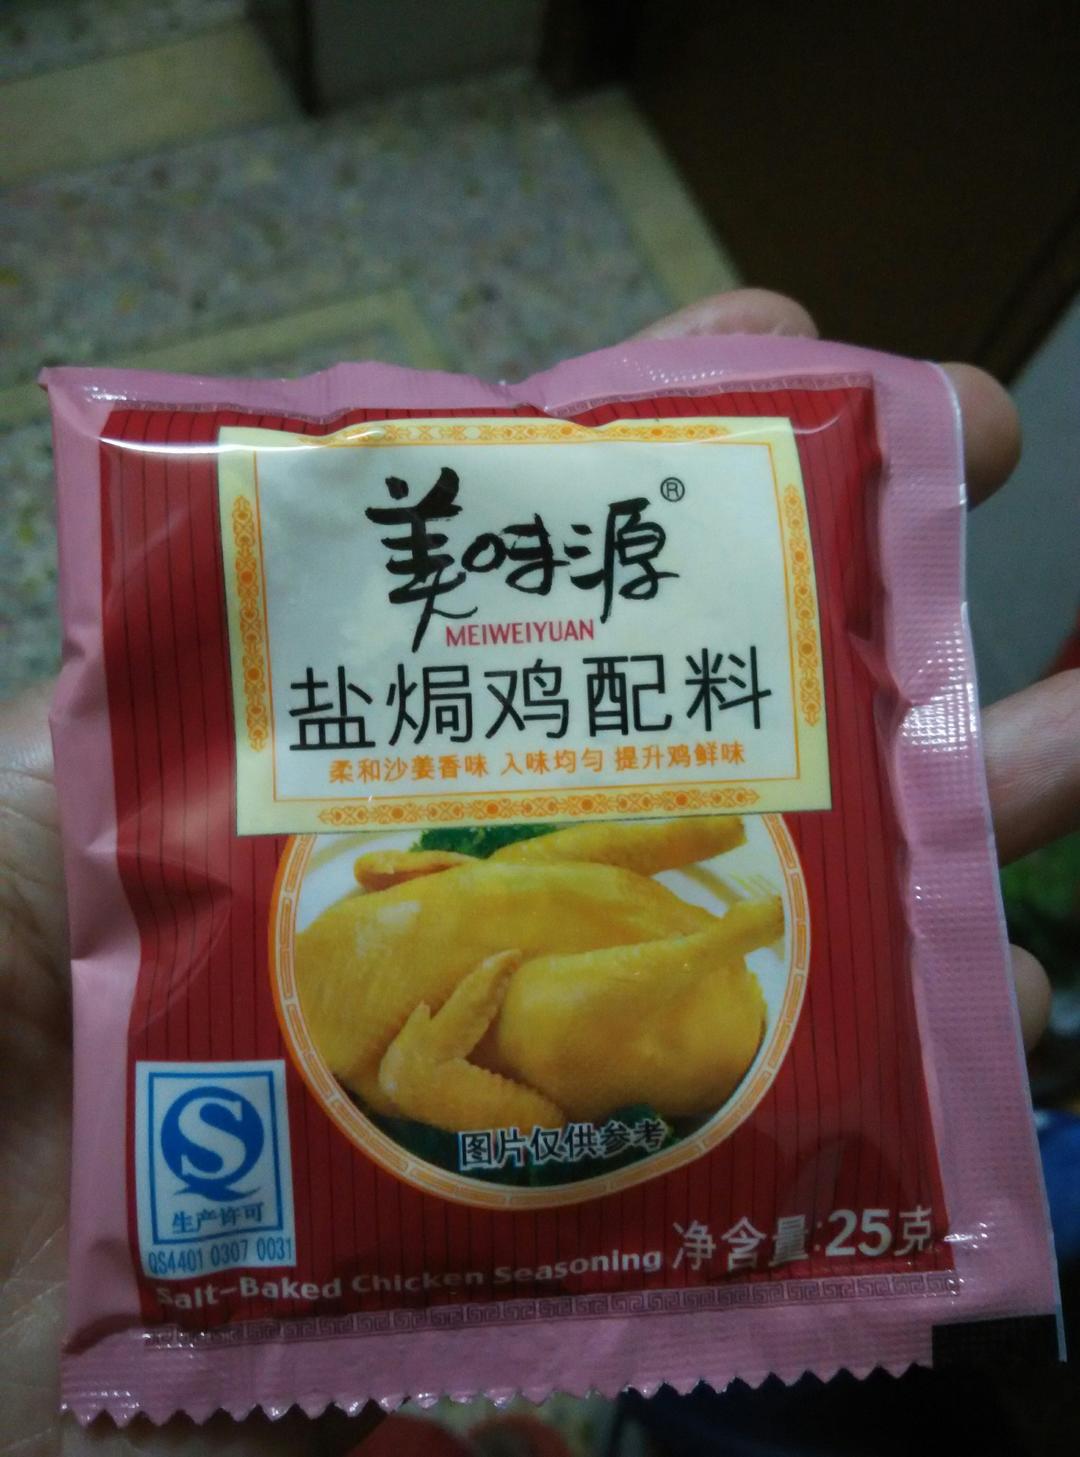 美味源®
MEIWEIYUAN
盐焗鸡配料
柔和沙姜香味 入味均匀 提升鸡鲜味
图片仅供参考
生产许可
QS4401 0307 0031
Salt-Baked Chicken Seasoning
净含量:25克